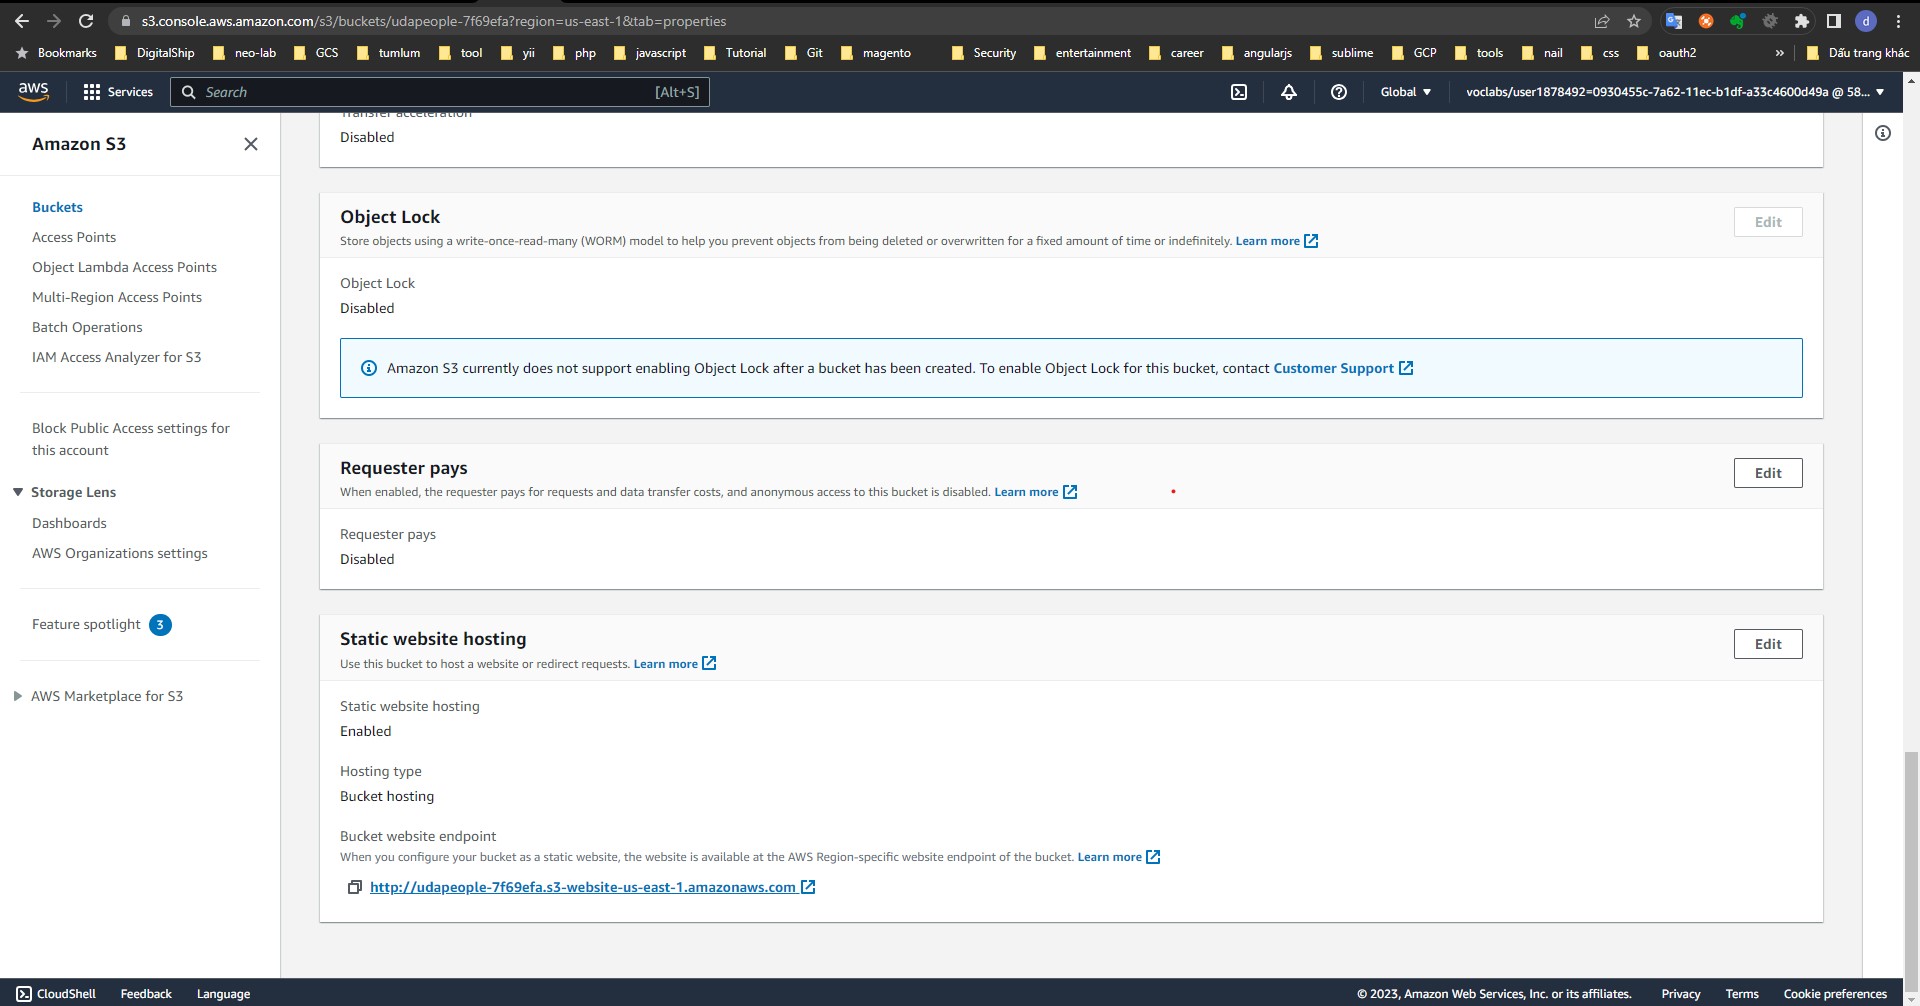 s3.console.aws.amazon.com/s3/buckets/udapeople-7f69efa?region=us-east-1&tab=properties
d
Bookmarks DigitalShip neo-lab GCS tumlum tool yii php javascript Tutorial Git magento Security entertainment career angularjs sublime GCP tools nail css oauth2 » Dấu trang khác
aws Services Search [Alt+S] Global voclabs/user1878492=0930455c-7a62-11ec-b1df-a33c4600d49a @ 58...
Amazon S3
Buckets
Access Points
Object Lambda Access Points
Multi-Region Access Points
Batch Operations
IAM Access Analyzer for S3
Block Public Access settings for
this account
Storage Lens
Dashboards
AWS Organizations settings
Feature spotlight 3
AWS Marketplace for S3
Transfer acceleration
Disabled
Object Lock
Edit
Store objects using a write-once-read-many (WORM) model to help you prevent objects from being deleted or overwritten for a fixed amount of time or indefinitely. Learn more
Object Lock
Disabled
Amazon S3 currently does not support enabling Object Lock after a bucket has been created. To enable Object Lock for this bucket, contact Customer Support
Requester pays
Edit
When enabled, the requester pays for requests and data transfer costs, and anonymous access to this bucket is disabled. Learn more
Requester pays
Disabled
Static website hosting
Edit
Use this bucket to host a website or redirect requests. Learn more
Static website hosting
Enabled
Hosting type
Bucket hosting
Bucket website endpoint
When you configure your bucket as a static website, the website is available at the AWS Region-specific website endpoint of the bucket. Learn more
http://udapeople-7f69efa.s3-website-us-east-1.amazonaws.com
CloudShell Feedback Language © 2023, Amazon Web Services, Inc. or its affiliates. Privacy Terms Cookie preferences